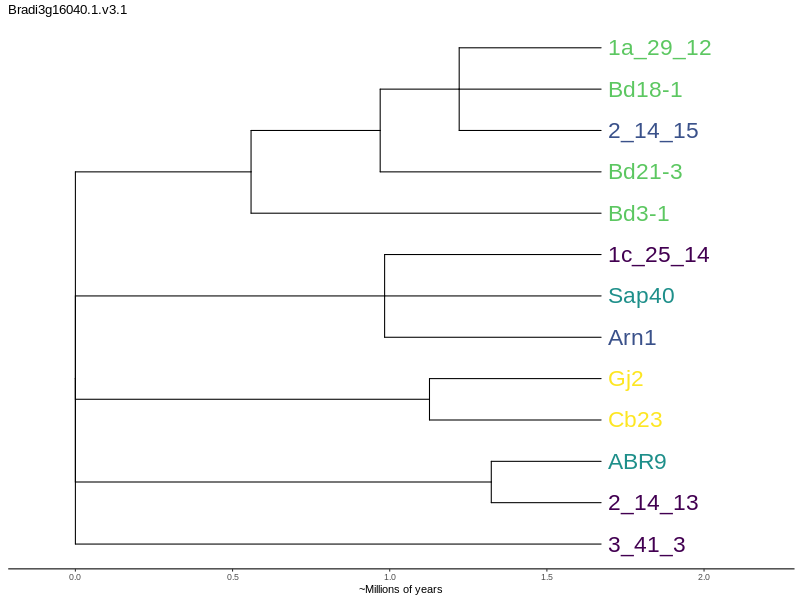 Bradi3g16040.1.v3.1
1a_29_12
Bd18-1
2_14_15
Bd21-3
Bd3-1
1c_25_14
Sap40
Arn1
Gj2
Cb23
ABR9
2_14_13
3_41_3
0.0 0.5 1.0 1.5 2.0
~Millions of years